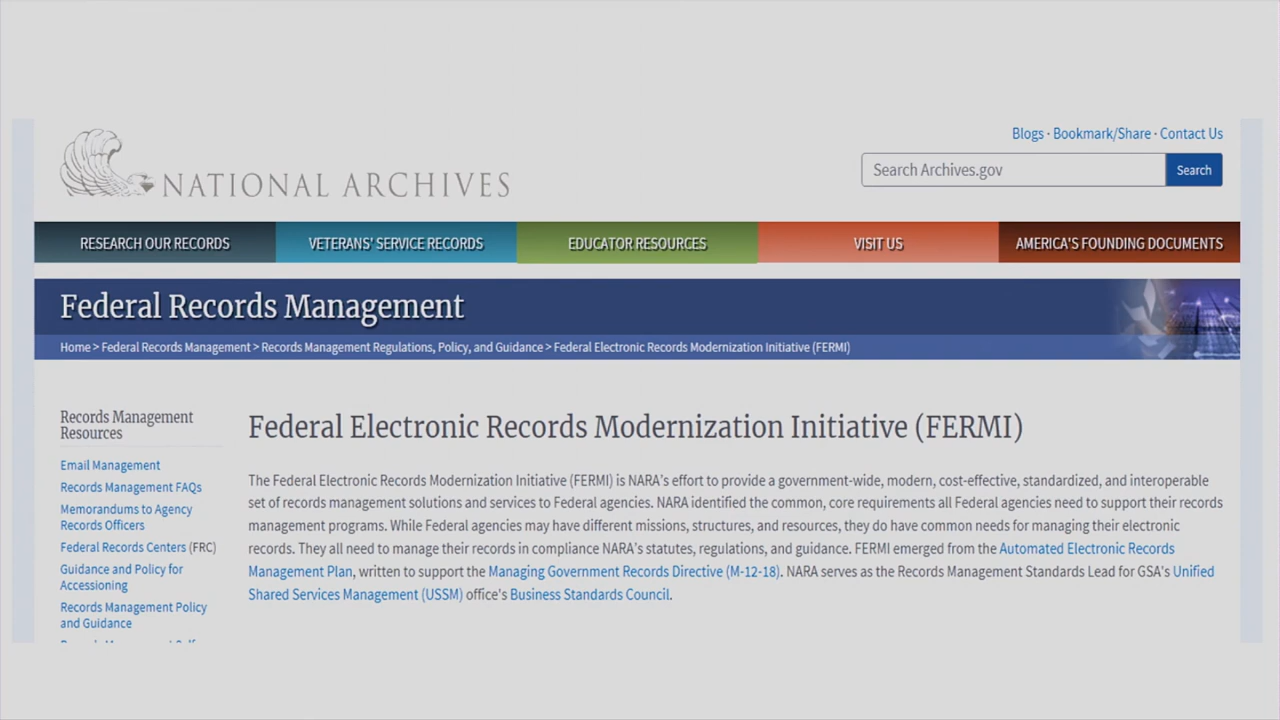 Blogs · Bookmark/Share · Contact Us
NATIONAL ARCHIVES
Search Archives.gov
Search
RESEARCH OUR RECORDS
VETERANS' SERVICE RECORDS
EDUCATOR RESOURCES
VISIT US
AMERICA'S FOUNDING DOCUMENTS
Federal Records Management
Home > Federal Records Management > Records Management Regulations, Policy, and Guidance > Federal Electronic Records Modernization Initiative (FERMI)
Records Management
Resources
Email Management
Records Management FAQs
Memorandums to Agency
Records Officers
Federal Records Centers (FRC)
Guidance and Policy for
Accessioning
Records Management Policy
and Guidance
Federal Electronic Records Modernization Initiative (FERMI)
The Federal Electronic Records Modernization Initiative (FERMI) is NARA's effort to provide a government-wide, modern, cost-effective, standardized, and interoperable
set of records management solutions and services to Federal agencies. NARA identified the common, core requirements all Federal agencies need to support their records
management programs. While Federal agencies may have different missions, structures, and resources, they do have common needs for managing their electronic
records. They all need to manage their records in compliance NARA's statutes, regulations, and guidance. FERMI emerged from the Automated Electronic Records
Management Plan, written to support the Managing Government Records Directive (M-12-18). NARA serves as the Records Management Standards Lead for GSA's Unified
Shared Services Management (USSM) office's Business Standards Council.